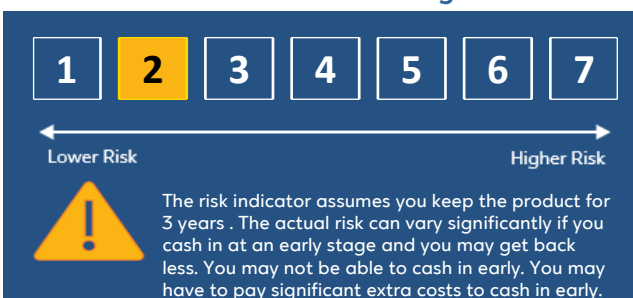 1 2 3 4 5 6 7
Lower Risk Higher Risk
The risk indicator assumes you keep the product for
3 years . The actual risk can vary significantly if you
cash in at an early stage and you may get back
less. You may not be able to cash in early. You may
have to pay significant extra costs to cash in early.